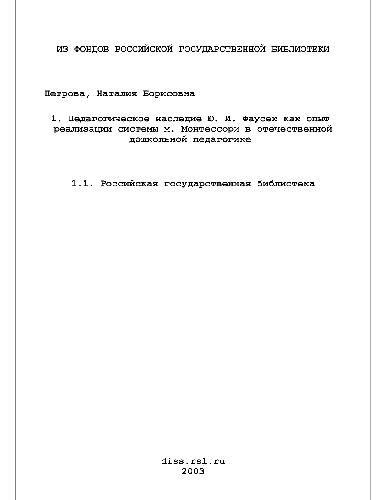 ИЗ ФОНДОВ РОССИЙСКОЙ ГОСУДАРСТВЕННОЙ БИБЛИОТЕКИ
Петрова, Наталия Борисовна
1. Педагогическое наследие Ю. И. Фаусек как опыт
реализации системы М. Монтессори в отечественной
дошкольной педагогике
1.1. Российская государственная библиотека
diss.rsl.ru
2003